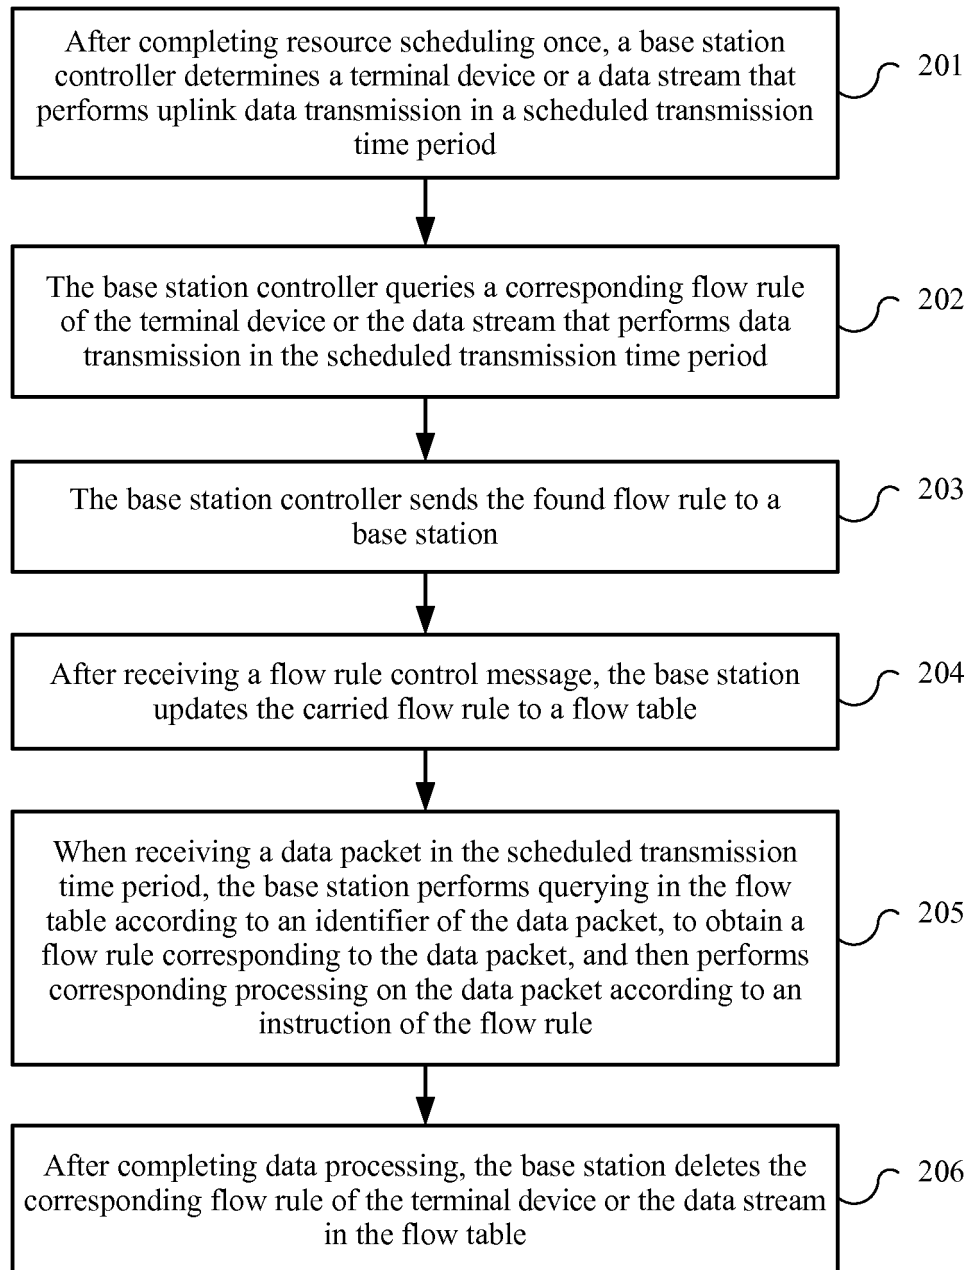 After completing resource scheduling once, a base station
controller determines a terminal device or a data stream that
performs uplink data transmission in a scheduled transmission
time period
201
The base station controller queries a corresponding flow rule
of the terminal device or the data stream that performs data
transmission in the scheduled transmission time period
202
The base station controller sends the found flow rule to a
base station
203
After receiving a flow rule control message, the base station
updates the carried flow rule to a flow table
204
When receiving a data packet in the scheduled transmission
time period, the base station performs querying in the flow
table according to an identifier of the data packet, to obtain a
flow rule corresponding to the data packet, and then performs
corresponding processing on the data packet according to an
instruction of the flow rule
205
After completing data processing, the base station deletes the
corresponding flow rule of the terminal device or the data stream
in the flow table
206